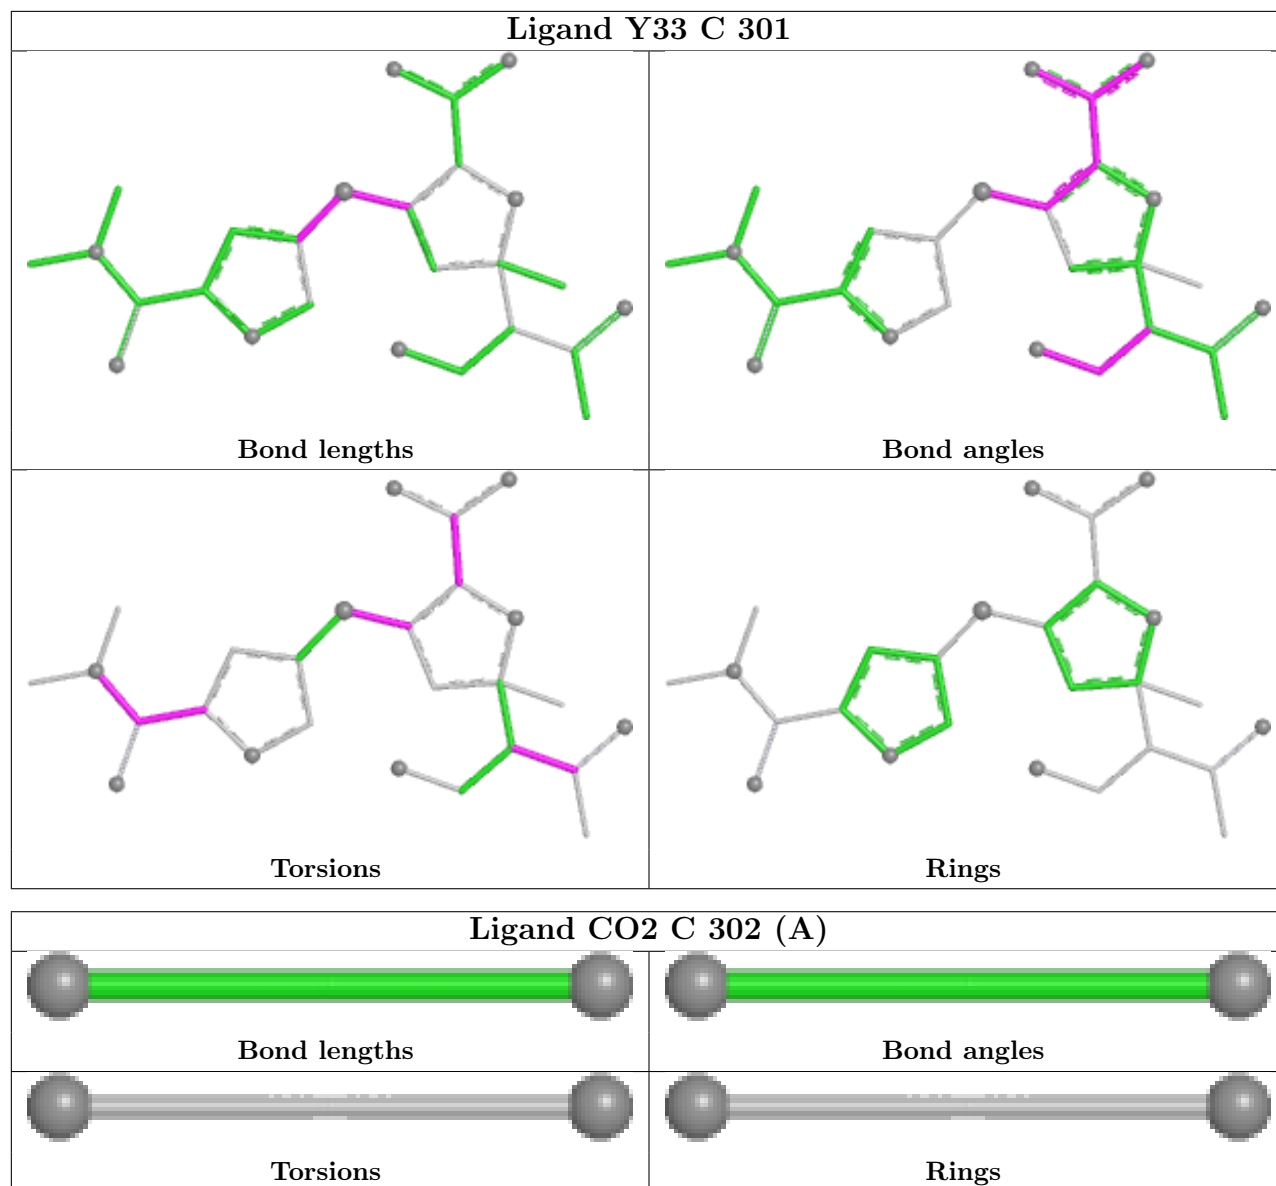 Ligand Y33 C 301
Bond lengths
Bond angles
Torsions
Rings
Ligand CO2 C 302 (A)
Bond lengths
Bond angles
Torsions
Rings